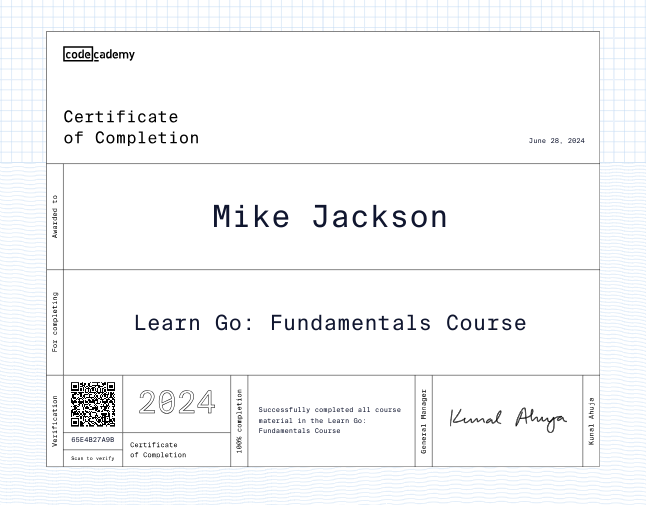 codecademy
Certificate
of Completion
June 28, 2024
Awarded to
Mike Jackson
For completing
Learn Go: Fundamentals Course
Verification
65E4B27A9B
Scan to verify
2024
Certificate
of Completion
100% completion
Successfully completed all course
material in the Learn Go:
Fundamentals Course
General Manager
Kunal Ahuja
Kunal Ahuja